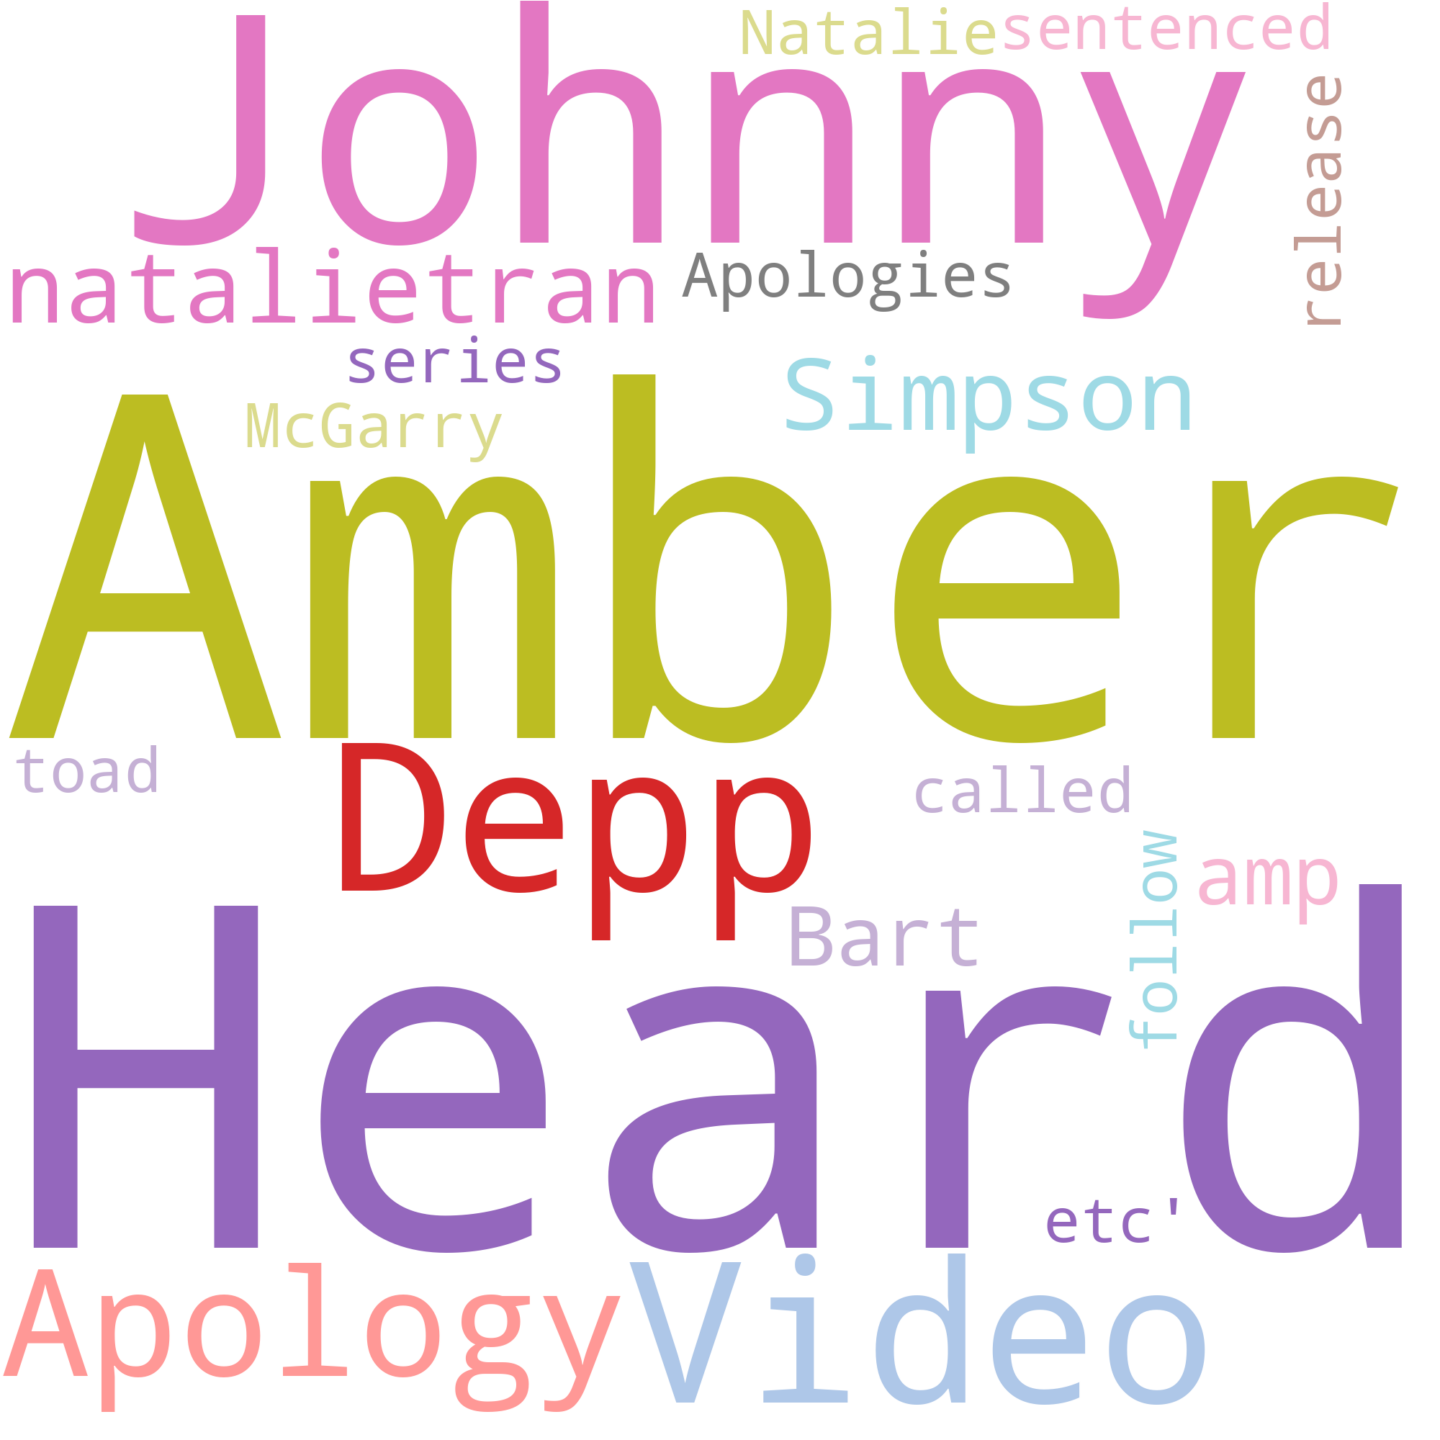 Natalie sentenced
Johnny
release
natalietran
Apologies
series
Simpson
McGarry
Amber
toad
Depp
called
follow
amp
Bart
Heard
etc'
Apology
Video